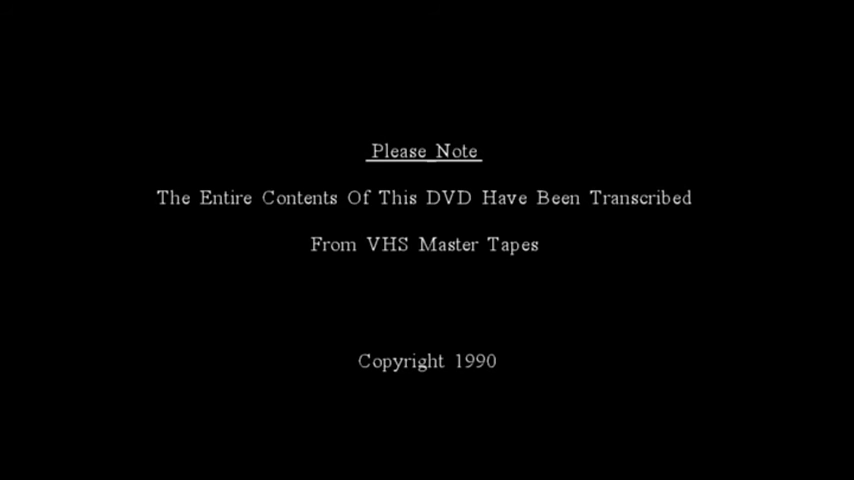 Please Note
The Entire Contents Of This DVD Have Been Transcribed
From VHS Master Tapes
Copyright 1990